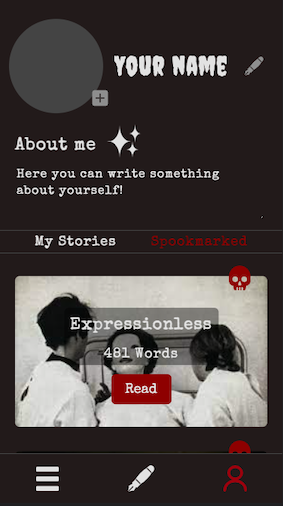 YOUR NAME
About me
Here you can write something
about yourself!
My Stories Spookmarked
Expressionless
481 Words
Read